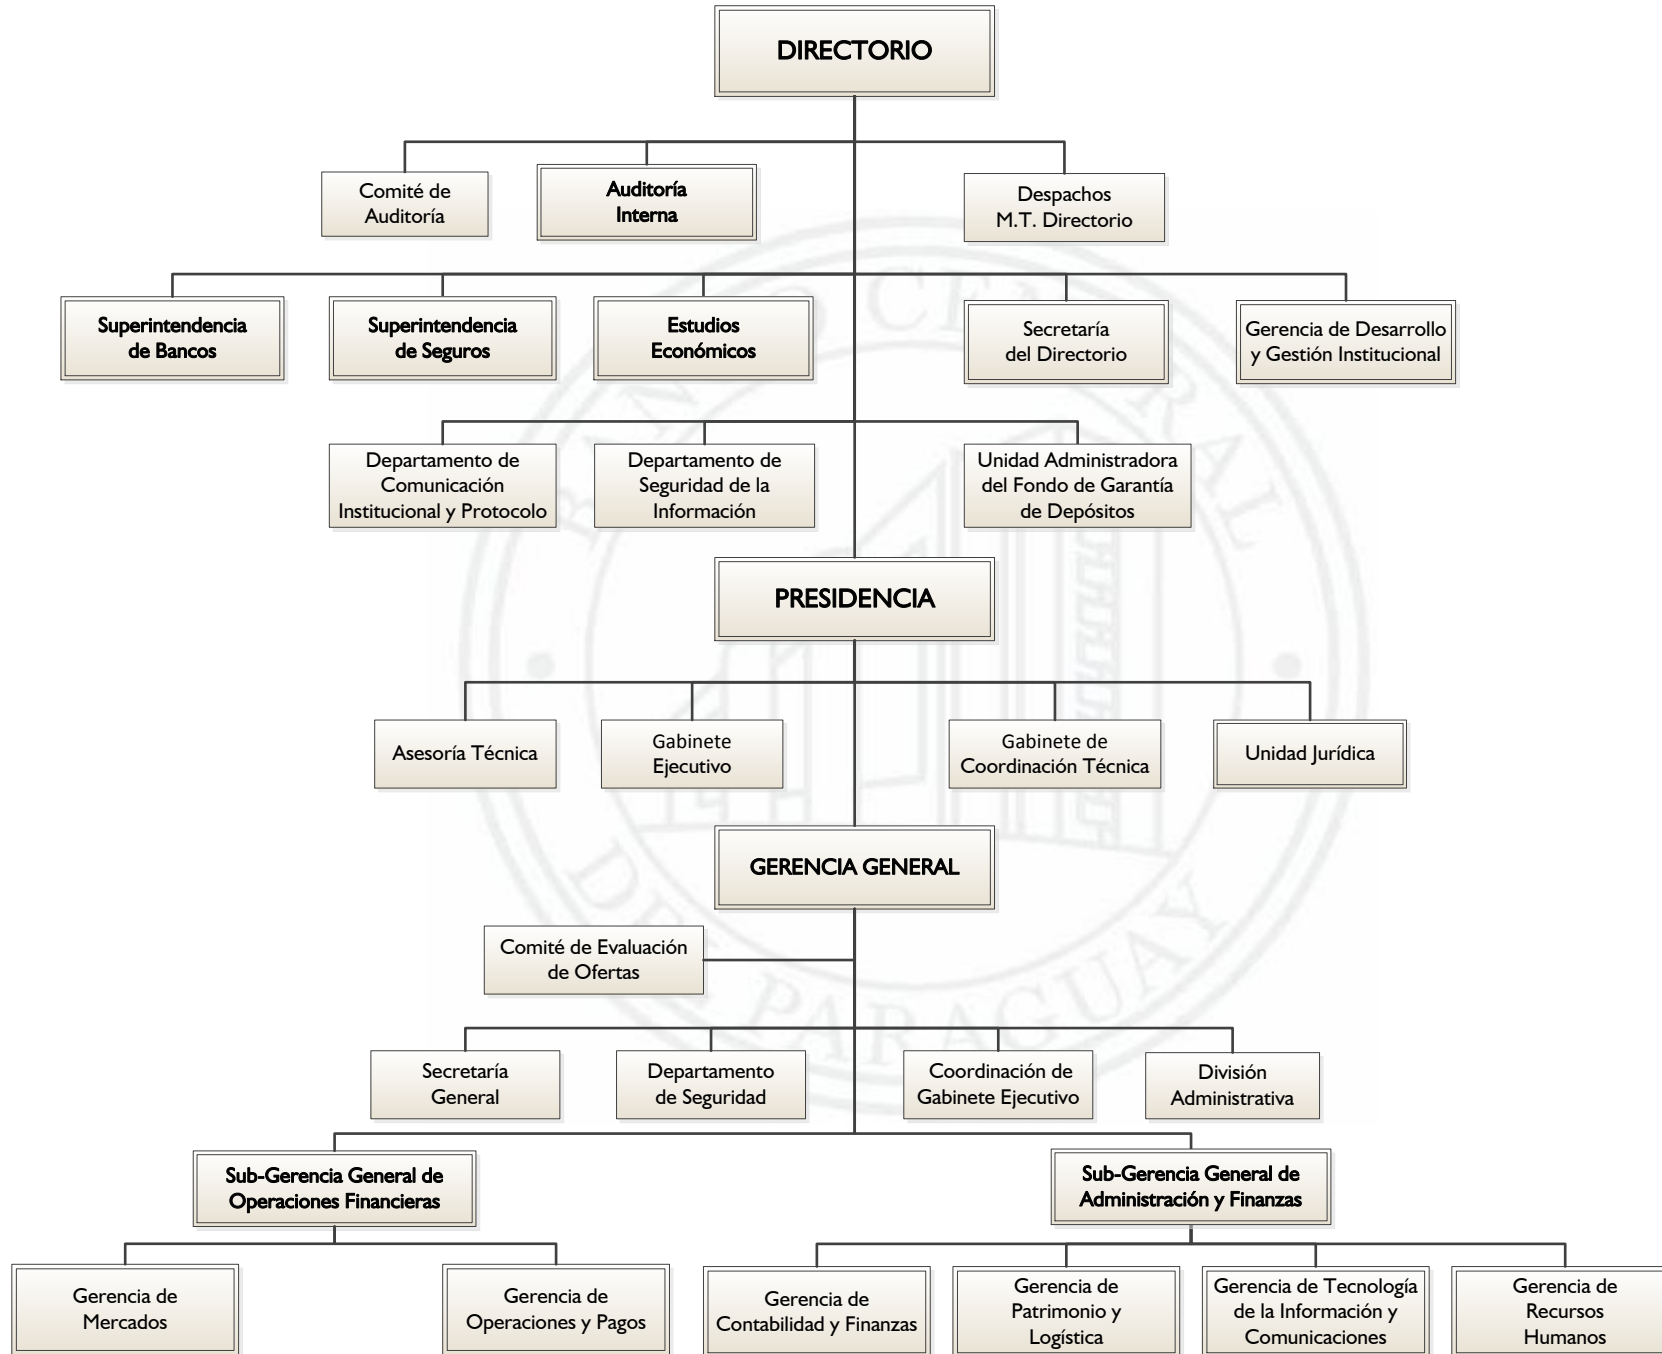 DIRECTORIO
Comité de
Auditoría
Auditoría
Interna
Despachos
M.T. Directorio
Superintendencia
de Bancos
Superintendencia
de Seguros
Estudios
Económicos
Secretaría
del Directorio
Gerencia de Desarrollo
y Gestión Institucional
Departamento de
Comunicación
Institucional y Protocolo
Departamento de
Seguridad de la
Información
Unidad Administradora
del Fondo de Garantía
de Depósitos
PRESIDENCIA
Asesoría Técnica
Gabinete
Ejecutivo
Gabinete de
Coordinación Técnica
Unidad Jurídica
GERENCIA GENERAL
Comité de Evaluación
de Ofertas
Secretaría
General
Departamento
de Seguridad
Coordinación de
Gabinete Ejecutivo
División
Administrativa
Sub-Gerencia General de
Operaciones Financieras
Sub-Gerencia General de
Administración y Finanzas
Gerencia de
Mercados
Gerencia de
Operaciones y Pagos
Gerencia de
Contabilidad y Finanzas
Gerencia de
Patrimonio y
Logística
Gerencia de Tecnología
de la Información y
Comunicaciones
Gerencia de
Recursos
Humanos
BANCO CENTRAL
DEL PARAGUAY